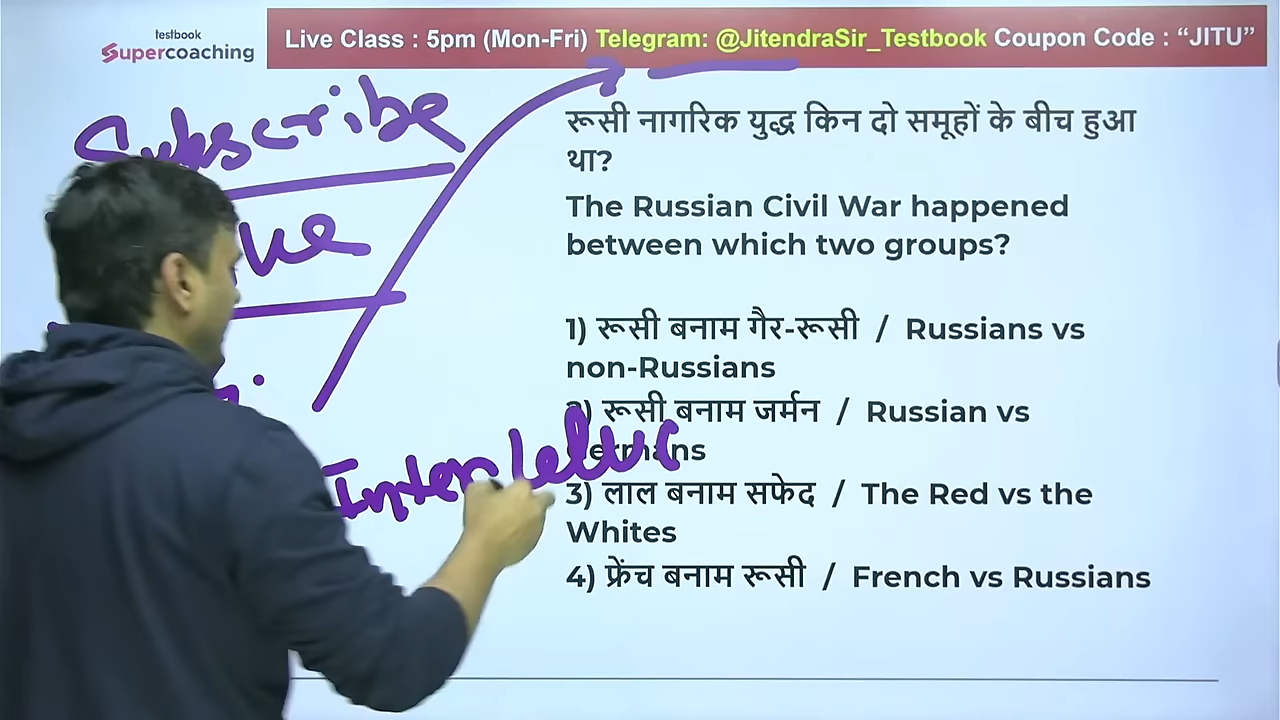 testbook
Supercoaching
Live Class : 5pm (Mon-Fri) Telegram: @JitendraSir_Testbook Coupon Code : “JITU”
Subscribe
रूसी नागरिक युद्ध किन दो समूहों के बीच हुआ
था?
The Russian Civil War happened
between which two groups?
1) रूसी बनाम गैर-रूसी / Russians vs
non-Russians
2) रूसी बनाम जर्मन / Russian vs
Germans
3) लाल बनाम सफेद / The Red vs the
Whites
4) फ्रेंच बनाम रूसी / French vs Russians